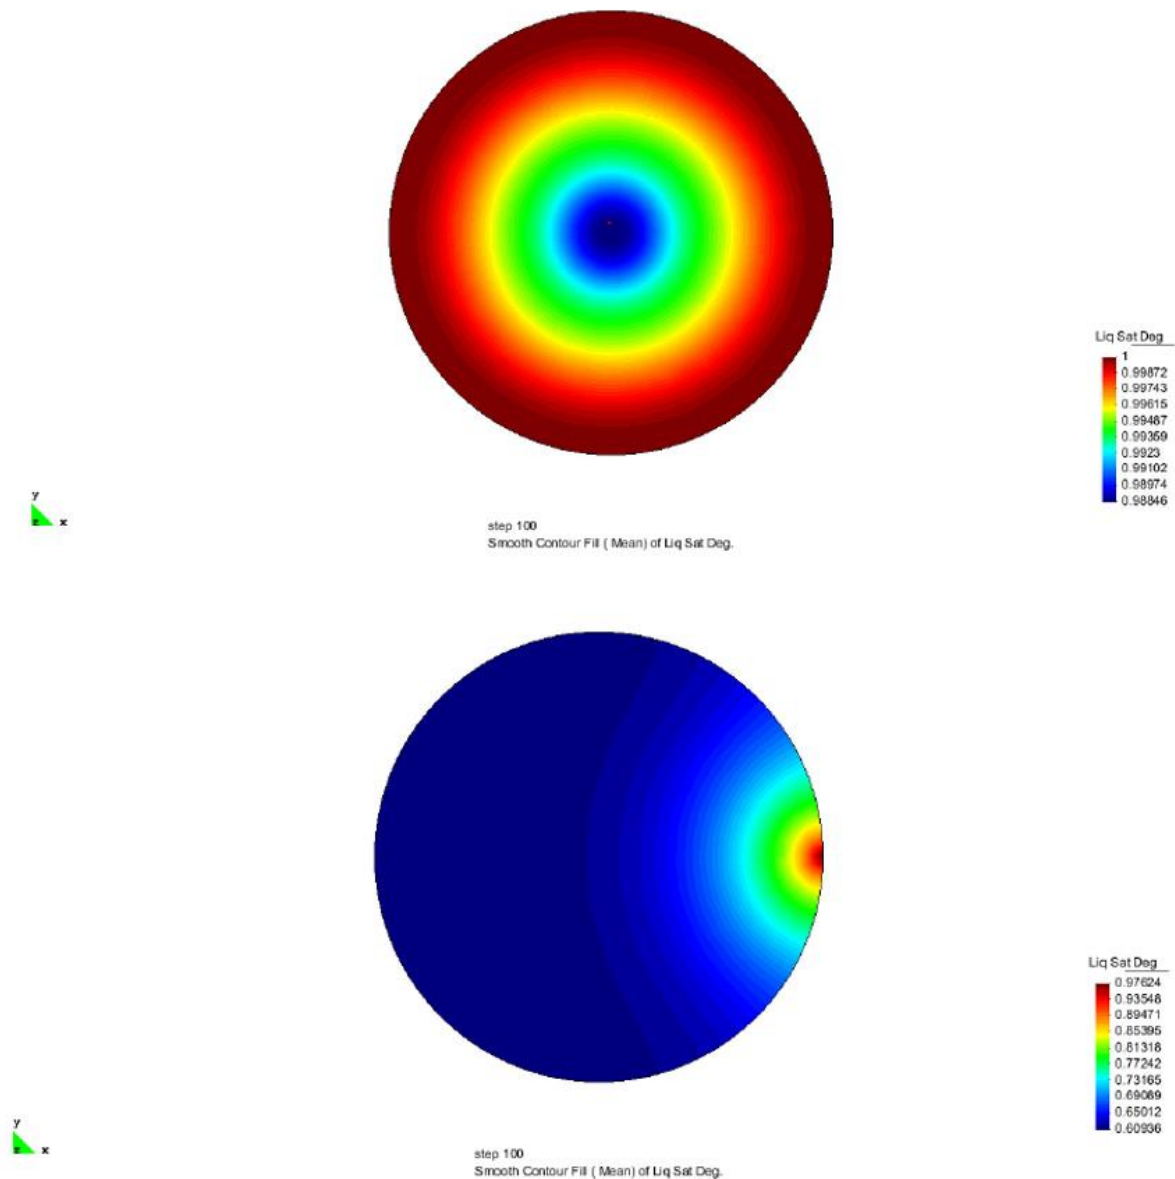 Liq Sat Deg
1
0.99872
0.99743
0.99615
0.99487
0.99359
0.9923
0.99102
0.98974
0.98846
y
z x
step 100
Smooth Contour Fill ( Mean) of Liq Sat Deg.
Liq Sat Deg
0.97624
0.93548
0.89471
0.85395
0.81318
0.77242
0.73165
0.69089
0.65012
0.60936
y
z x
step 100
Smooth Contour Fill ( Mean) of Liq Sat Deg.